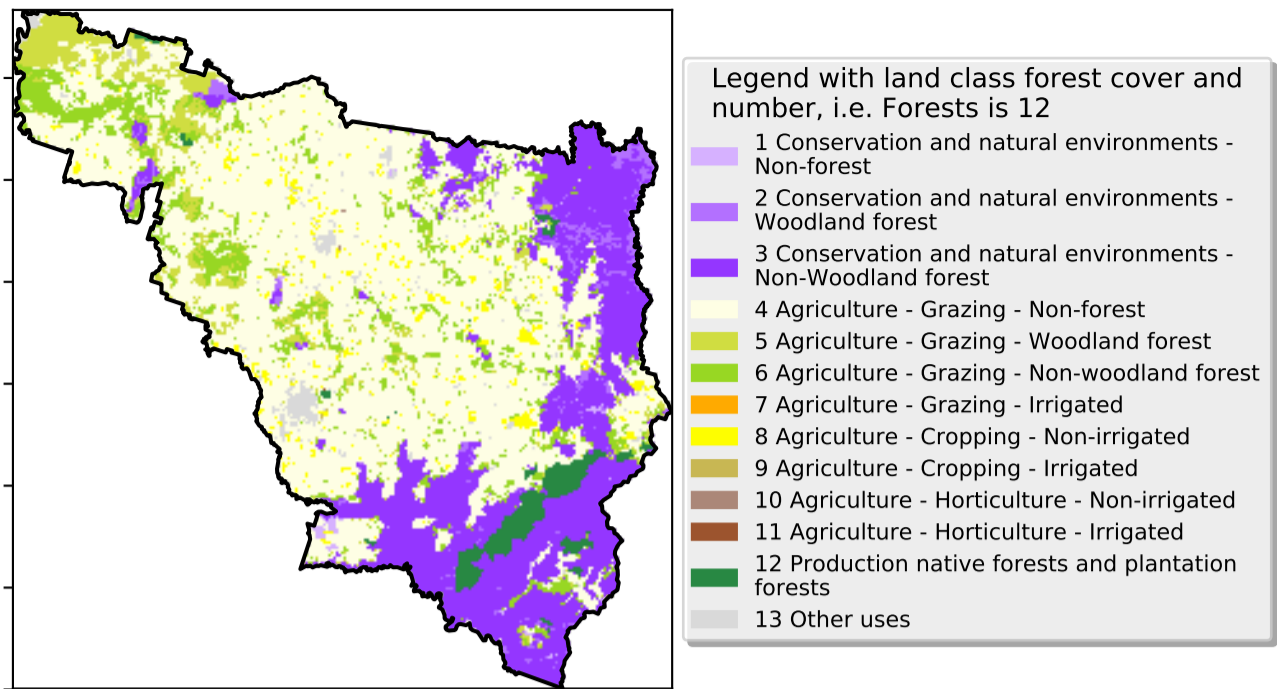 Legend with land class forest cover and
number, i.e. Forests is 12
1 Conservation and natural environments -
Non-forest
2 Conservation and natural environments -
Woodland forest
3 Conservation and natural environments -
Non-Woodland forest
4 Agriculture - Grazing - Non-forest
5 Agriculture - Grazing - Woodland forest
6 Agriculture - Grazing - Non-woodland forest
7 Agriculture - Grazing - Irrigated
8 Agriculture - Cropping - Non-irrigated
9 Agriculture - Cropping - Irrigated
10 Agriculture - Horticulture - Non-irrigated
11 Agriculture - Horticulture - Irrigated
12 Production native forests and plantation
forests
13 Other uses